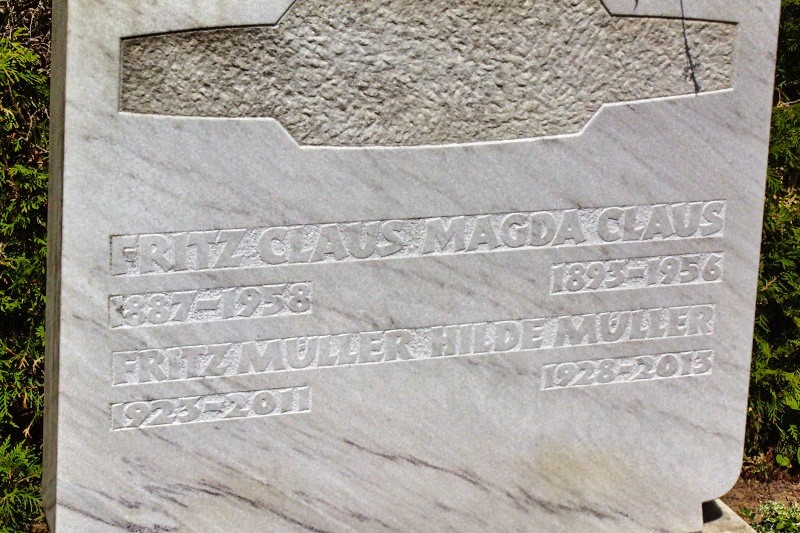 FRITZ CLAUS MAGDA CLAUS
1887–1958 1893–1956
FRITZ MÜLLER HILDE MÜLLER
1923–2011 1928–2013